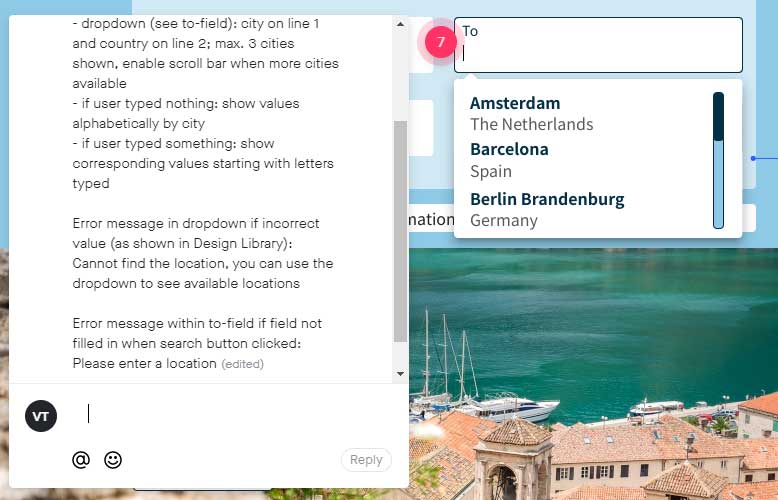 - dropdown (see to-field): city on line 1
and country on line 2; max. 3 cities
shown, enable scroll bar when more cities
available
- if user typed nothing: show values
alphabetically by city
- if user typed something: show
corresponding values starting with letters
typed
Error message in dropdown if incorrect
value (as shown in Design Library):
Cannot find the location, you can use the
dropdown to see available locations
Error message within to-field if field not
filled in when search button clicked:
Please enter a location (edited)
VT
@
Reply
7
To
Amsterdam
The Netherlands
Barcelona
Spain
Berlin Brandenburg
Germany
mation